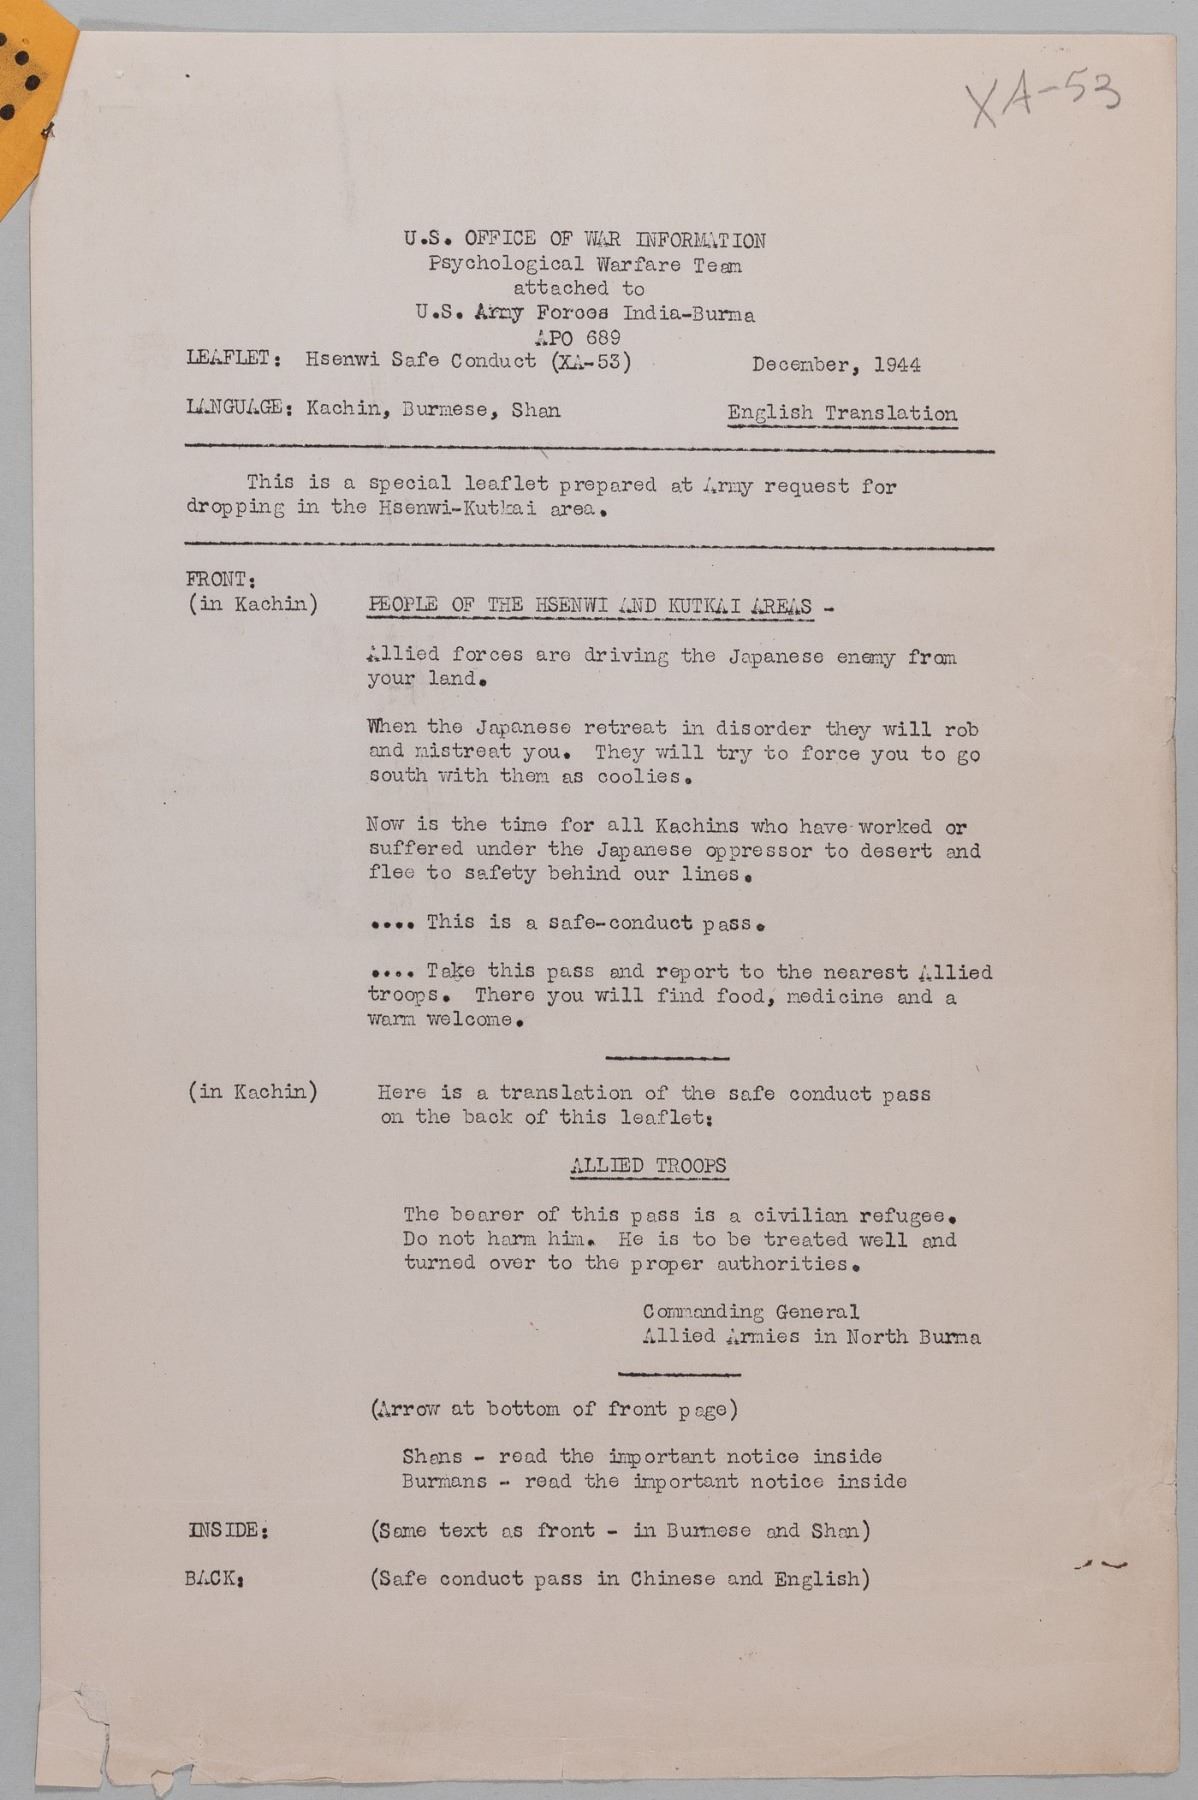 XA-53
U.S. OFFICE OF WAR INFORMATION
Psychological Warfare Team
attached to
U.S. Army Forces India-Burma
APO 689
LEAFLET: Hsenwi Safe Conduct (XA-53) December, 1944
LANGUAGE: Kachin, Burmese, Shan English Translation
This is a special leaflet prepared at Army request for
dropping in the Hsenwi-Kutkai area.
FRONT:
(in Kachin) PEOPLE OF THE HSENWI AND KUTKAI AREAS -
Allied forces are driving the Japanese enemy from
your land.
When the Japanese retreat in disorder they will rob
and mistreat you. They will try to force you to go
south with them as coolies.
Now is the time for all Kachins who have worked or
suffered under the Japanese oppressor to desert and
flee to safety behind our lines.
.... This is a safe-conduct pass.
.... Take this pass and report to the nearest Allied
troops. There you will find food, medicine and a
warm welcome.
(in Kachin) Here is a translation of the safe conduct pass
on the back of this leaflet:
ALLIED TROOPS
The bearer of this pass is a civilian refugee.
Do not harm him. He is to be treated well and
turned over to the proper authorities.
Commanding General
Allied Armies in North Burma
(Arrow at bottom of front page)
Shans - read the important notice inside
Burmans - read the important notice inside
INSIDE: (Same text as front - in Burmese and Shan)
BACK: (Safe conduct pass in Chinese and English)